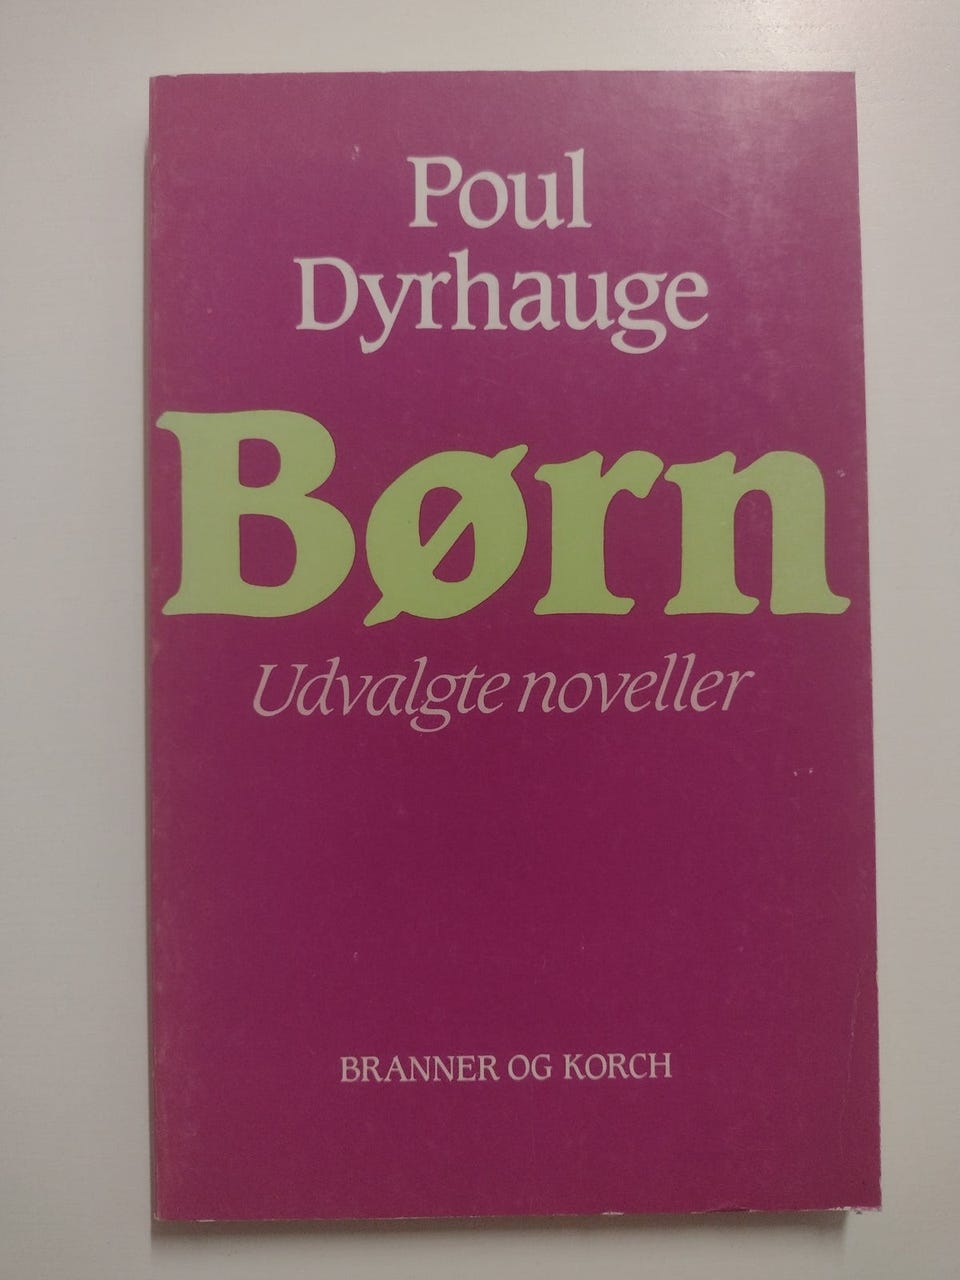 Poul
Dyrhauge
Børn
Udvalgte noveller
BRANNER OG KORCH